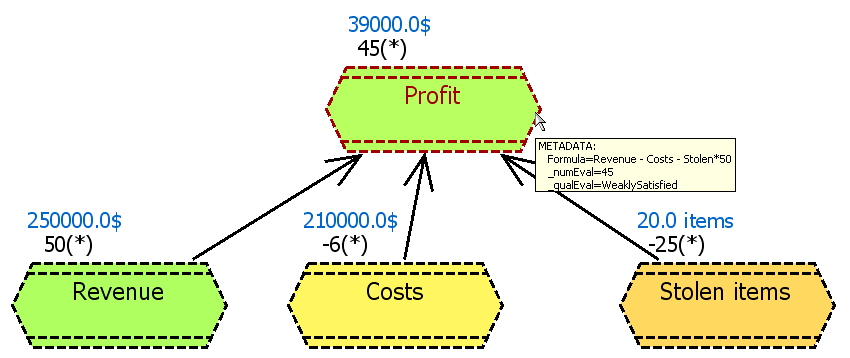 39000.0$
45(*)
Profit
METADATA:
Formula=Revenue - Costs - Stolen*50
_numEval=45
_qualEval=WeaklySatisfied
250000.0$
50(*)
Revenue
210000.0$
-6(*)
Costs
20.0 items
-25(*)
Stolen items